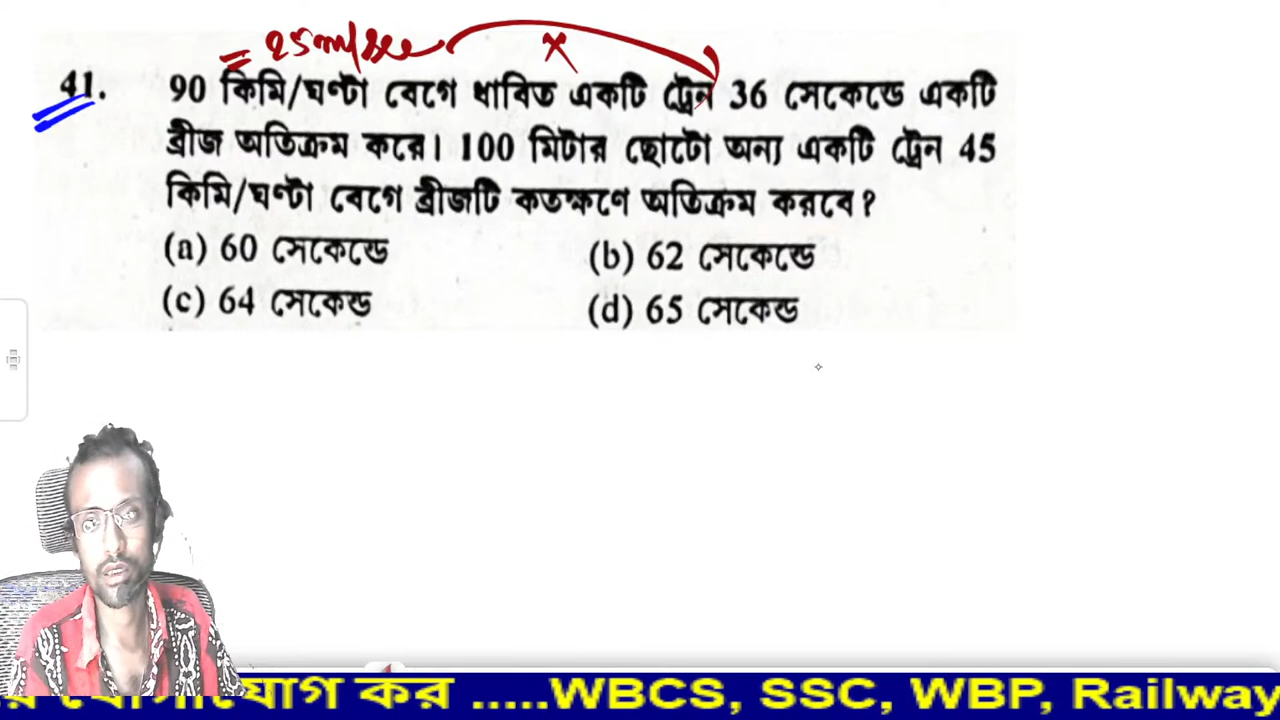 = 25m/sec
x
41. 90 কিমি/ঘণ্টা বেগে ধাবিত একটি ট্রেন 36 সেকেন্ডে একটি
ব্রীজ অতিক্রম করে। 100 মিটার ছোটো অন্য একটি ট্রেন 45
কিমি/ঘণ্টা বেগে ব্রীজটি কতক্ষণে অতিক্রম করবে?
(a) 60 সেকেন্ডে (b) 62 সেকেন্ডে
(c) 64 সেকেন্ড (d) 65 সেকেন্ড
যোগাযোগ কর .....WBCS, SSC, WBP, Railway